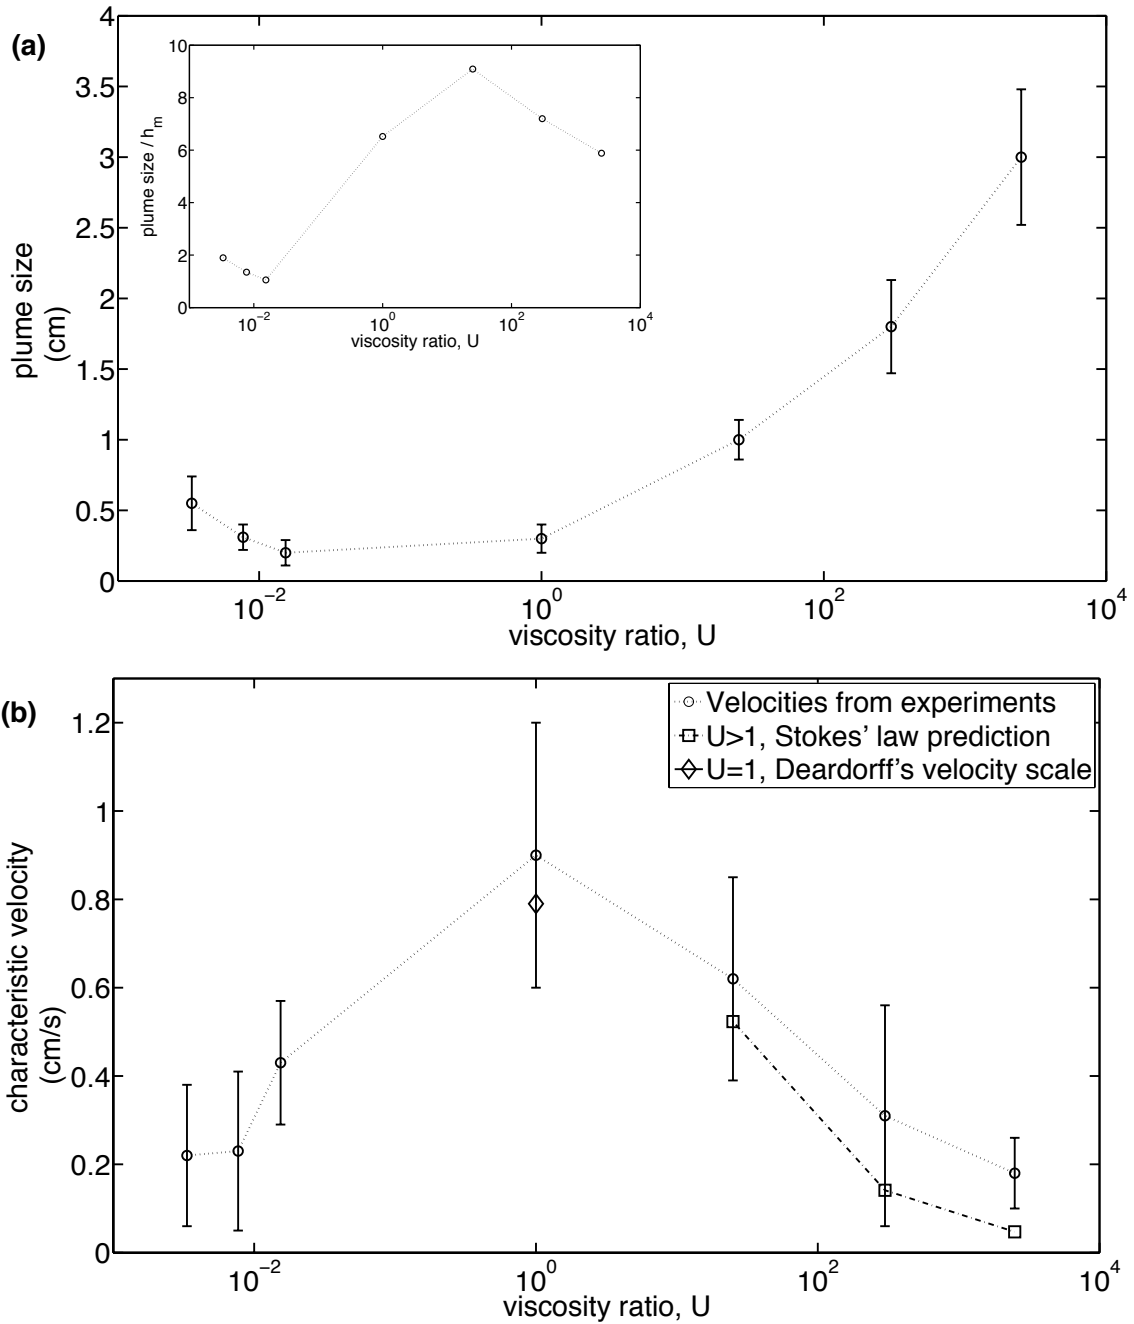 (a)
4
3.5
3
2.5
2
1.5
1
0.5
0
plume size
(cm)
10
8
6
4
2
0
plume size / h_m
10^−2
10^0
10^2
10^4
viscosity ratio, U
10^−2
10^0
10^2
10^4
viscosity ratio, U
(b)
Velocities from experiments
U>1, Stokes' law prediction
U=1, Deardorff's velocity scale
1.2
1
0.8
0.6
0.4
0.2
0
characteristic velocity
(cm/s)
10^−2
10^0
10^2
10^4
viscosity ratio, U